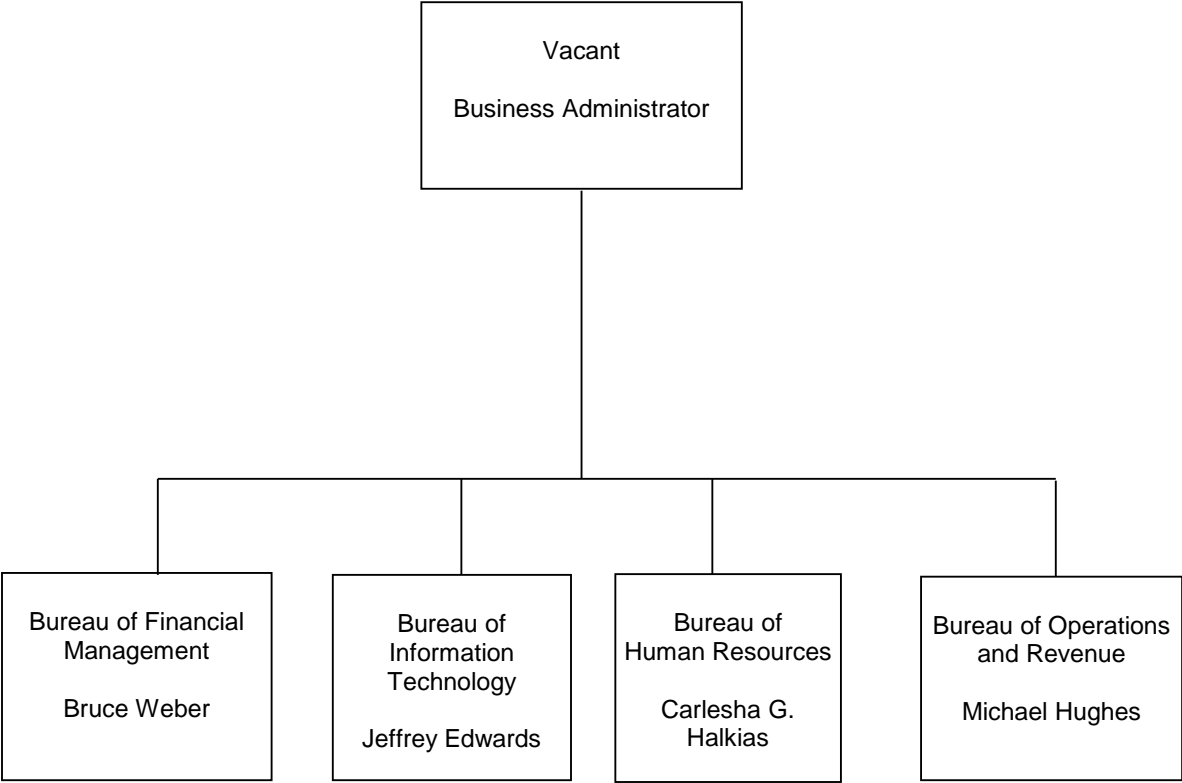 Vacant
Business Administrator
Bureau of Financial
Management
Bruce Weber
Bureau of
Information
Technology
Jeffrey Edwards
Bureau of
Human Resources
Carlesha G.
Halkias
Bureau of Operations
and Revenue
Michael Hughes